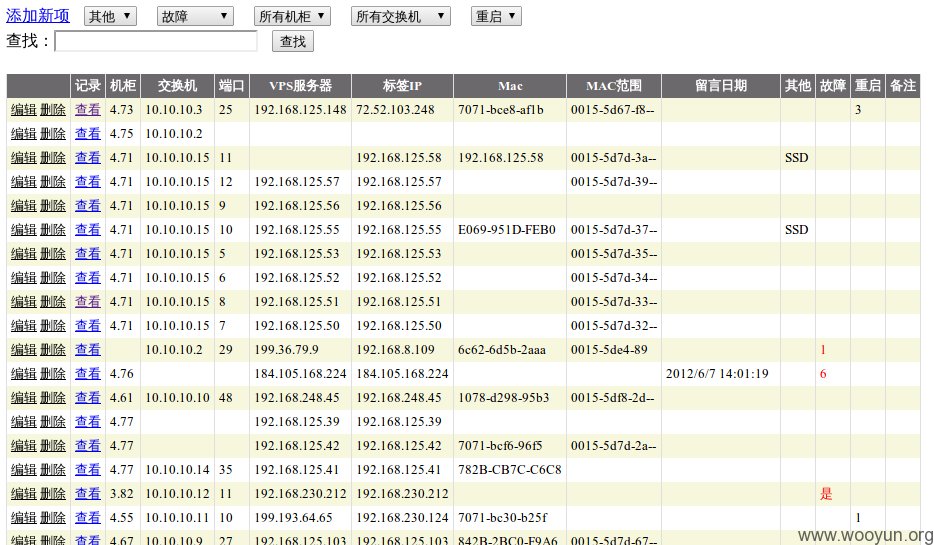 添加新项 其他 故障 所有机柜 所有交换机 重启
查找： 查找
记录 机柜 交换机 端口 VPS服务器 标签IP Mac MAC范围 留言日期 其他 故障 重启 备注
编辑 删除 查看 4.73 10.10.10.3 25 192.168.125.148 72.52.103.248 7071-bce8-af1b 0015-5d67-f8-- 3
编辑 删除 查看 4.75 10.10.10.2
编辑 删除 查看 4.71 10.10.10.15 11 192.168.125.58 192.168.125.58 0015-5d7d-3a-- SSD
编辑 删除 查看 4.71 10.10.10.15 12 192.168.125.57 192.168.125.57 0015-5d7d-39--
编辑 删除 查看 4.71 10.10.10.15 9 192.168.125.56 192.168.125.56
编辑 删除 查看 4.71 10.10.10.15 10 192.168.125.55 192.168.125.55 E069-951D-FEB0 0015-5d7d-37-- SSD
编辑 删除 查看 4.71 10.10.10.15 5 192.168.125.53 192.168.125.53 0015-5d7d-35--
编辑 删除 查看 4.71 10.10.10.15 6 192.168.125.52 192.168.125.52 0015-5d7d-34--
编辑 删除 查看 4.71 10.10.10.15 8 192.168.125.51 192.168.125.51 0015-5d7d-33--
编辑 删除 查看 4.71 10.10.10.15 7 192.168.125.50 192.168.125.50 0015-5d7d-32--
编辑 删除 查看 10.10.10.2 29 199.36.79.9 192.168.8.109 6c62-6d5b-2aaa 0015-5de4-89 1
编辑 删除 查看 4.76 184.105.168.224 184.105.168.224 2012/6/7 14:01:19 6
编辑 删除 查看 4.61 10.10.10.10 48 192.168.248.45 192.168.248.45 1078-d298-95b3 0015-5df8-2d--
编辑 删除 查看 4.77 192.168.125.39 192.168.125.39
编辑 删除 查看 4.77 192.168.125.42 192.168.125.42 7071-bcf6-96f5 0015-5d7d-2a--
编辑 删除 查看 4.77 10.10.10.14 35 192.168.125.41 192.168.125.41 782B-CB7C-C6C8
编辑 删除 查看 3.82 10.10.10.12 11 192.168.230.212 192.168.230.212 是
编辑 删除 查看 4.55 10.10.10.11 10 199.193.64.65 192.168.230.124 7071-bc30-b25f 1
编辑 删除 查看 4.67 10.10.10.9 27 192.168.125.103 192.168.125.103 842B-2BC0-F9A6 0015-5d7d-67--
www.wooyun.org